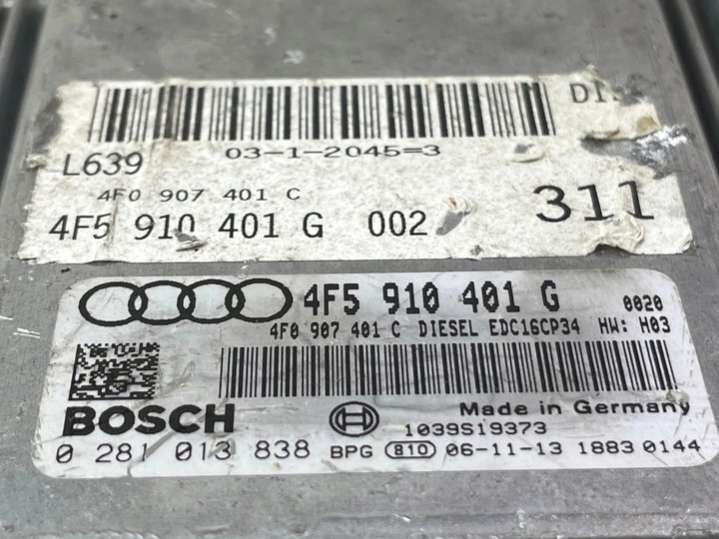 DI
03-1-2045=3
L639
4F0 907 401 C
4F5 910 401 G 002
311
4F5 910 401 G 0020
4F0 907 401 C DIESEL EDC16CP34 HW: H03
BOSCH
Made in Germany
1039S19373
0 281 013 838 BPG 810 06-11-13 1883 0144